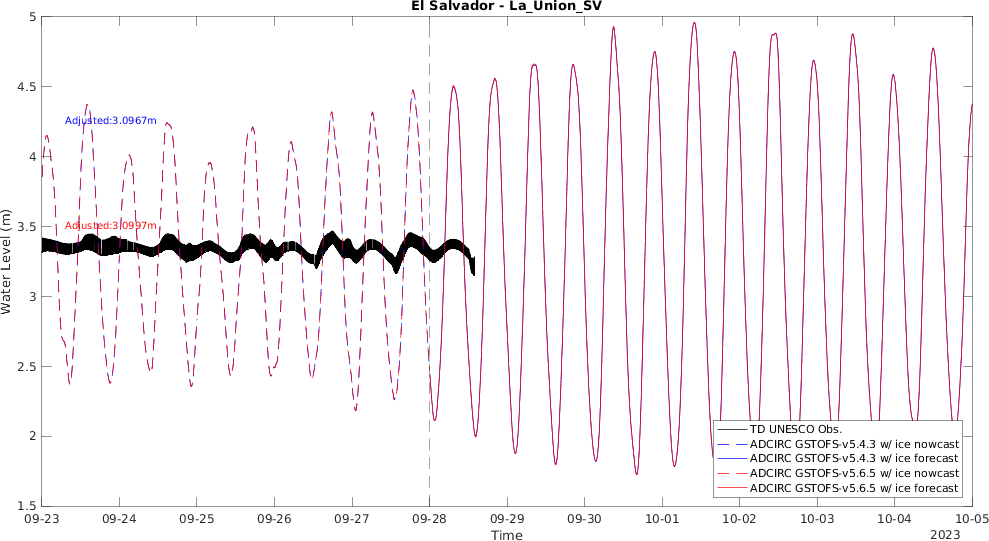 El Salvador - La_Union_SV
5
4.5
4
3.5
3
2.5
2
1.5
Water Level (m)
Adjusted:3.0967m
Adjusted:3.0997m
TD UNESCO Obs.
ADCIRC GSTOFS-v5.4.3 w/ ice nowcast
ADCIRC GSTOFS-v5.4.3 w/ ice forecast
ADCIRC GSTOFS-v5.6.5 w/ ice nowcast
ADCIRC GSTOFS-v5.6.5 w/ ice forecast
09-23 09-24 09-25 09-26 09-27 09-28 09-29 09-30 10-01 10-02 10-03 10-04 10-05
Time
2023